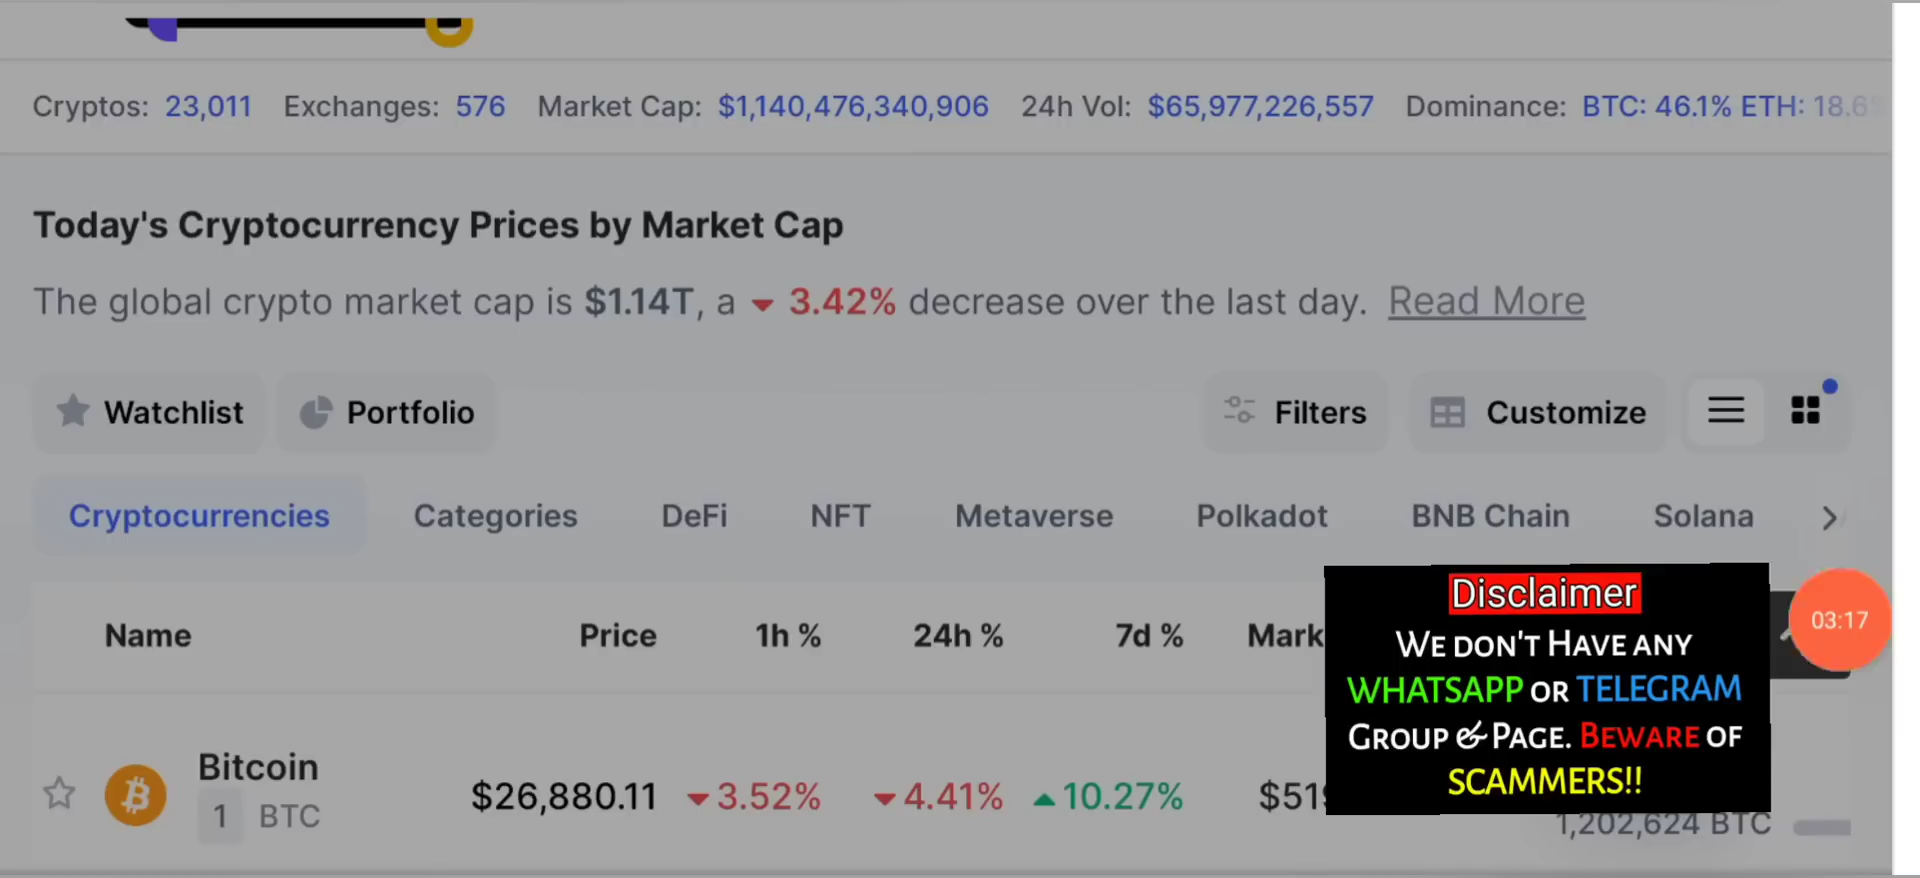 Cryptos: 23,011 Exchanges: 576 Market Cap: $1,140,476,340,906 24h Vol: $65,977,226,557 Dominance: BTC: 46.1% ETH: 18.6
Today's Cryptocurrency Prices by Market Cap
The global crypto market cap is $1.14T, a 3.42% decrease over the last day. Read More
Watchlist Portfolio Filters Customize
Cryptocurrencies Categories DeFi NFT Metaverse Polkadot BNB Chain Solana
Name Price 1h % 24h % 7d % Mark
Disclaimer
WE DON'T HAVE ANY
WHATSAPP OR TELEGRAM
GROUP & PAGE. BEWARE OF
SCAMMERS!!
03:17
Bitcoin
1 BTC
$26,880.11 3.52% 4.41% 10.27% $51
1,202,624 BTC